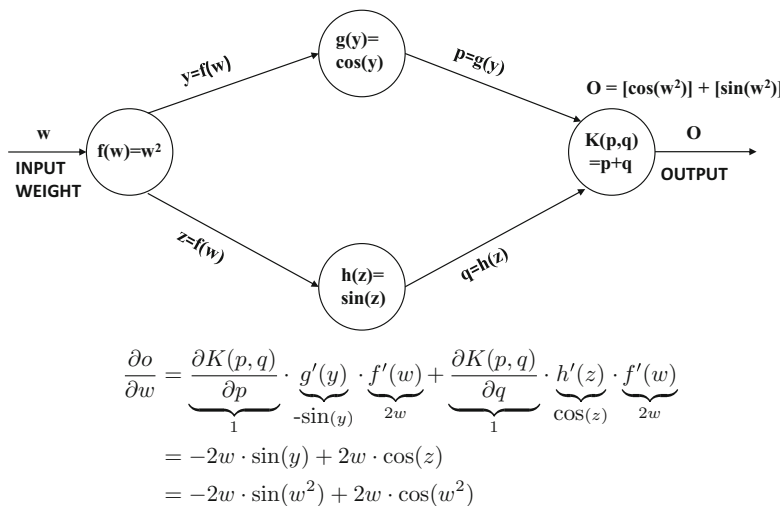 g(y)=
cos(y)
y=f(w)
p=g(y)
O = [cos(w²)] + [sin(w²)]
w
f(w)=w²
K(p,q)
=p+q
O
INPUT
WEIGHT
OUTPUT
z=f(w)
h(z)=
sin(z)
q=h(z)
∂o/∂w = ∂K(p, q)/∂p · g′(y) · f′(w) + ∂K(p, q)/∂q · h′(z) · f′(w)
1 -sin(y) 2w 1 cos(z) 2w
= −2w · sin(y) + 2w · cos(z)
= −2w · sin(w²) + 2w · cos(w²)